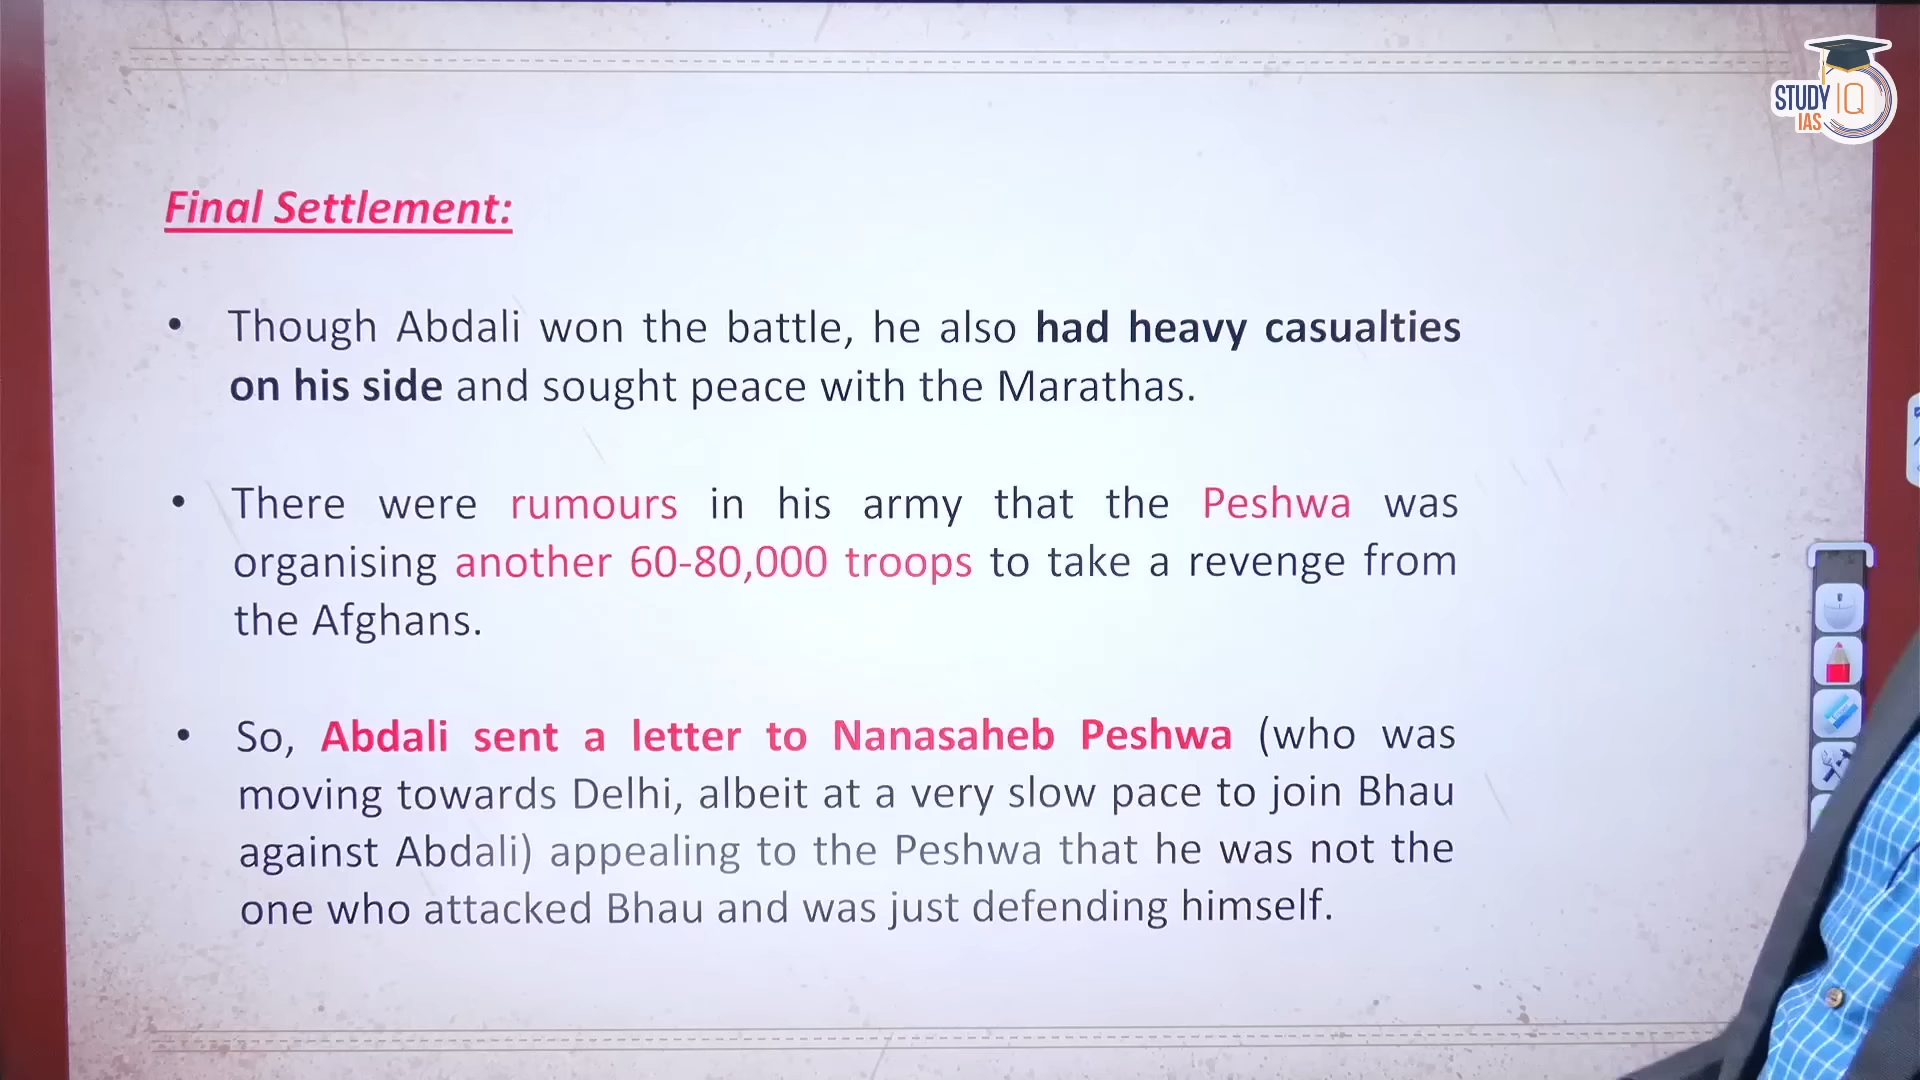 STUDY IQ
IAS
Final Settlement:
• Though Abdali won the battle, he also had heavy casualties
on his side and sought peace with the Marathas.
• There were rumours in his army that the Peshwa was
organising another 60-80,000 troops to take a revenge from
the Afghans.
• So, Abdali sent a letter to Nanasaheb Peshwa (who was
moving towards Delhi, albeit at a very slow pace to join Bhau
against Abdali) appealing to the Peshwa that he was not the
one who attacked Bhau and was just defending himself.